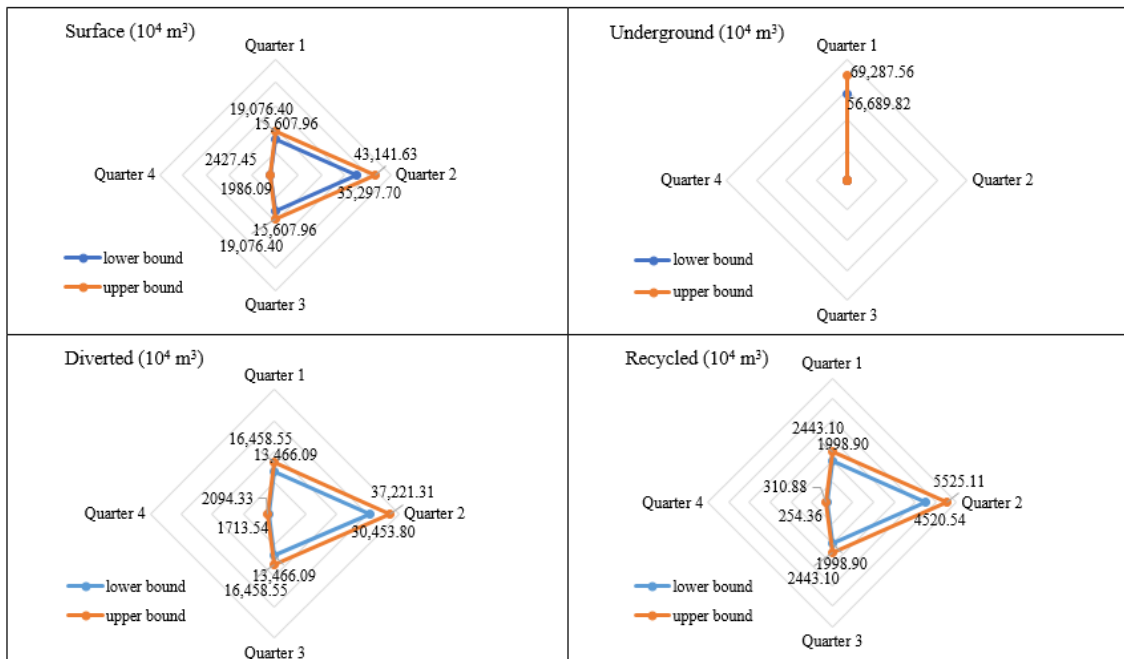 Surface (10⁴ m³)
Quarter 1
19,076.40
15,607.96
43,141.63
2427.45
Quarter 4
Quarter 2
1986.09
35,297.70
15,607.96
19,076.40
lower bound
upper bound
Quarter 3
Underground (10⁴ m³)
Quarter 1
69,287.56
56,689.82
Quarter 4
Quarter 2
lower bound
upper bound
Quarter 3
Diverted (10⁴ m³)
Quarter 1
16,458.55
13,466.09
2094.33
37,221.31
Quarter 4
Quarter 2
1713.54
30,453.80
13,466.09
16,458.55
lower bound
upper bound
Quarter 3
Recycled (10⁴ m³)
Quarter 1
2443.10
1998.90
310.88
5525.11
Quarter 4
Quarter 2
254.36
4520.54
1998.90
2443.10
lower bound
upper bound
Quarter 3